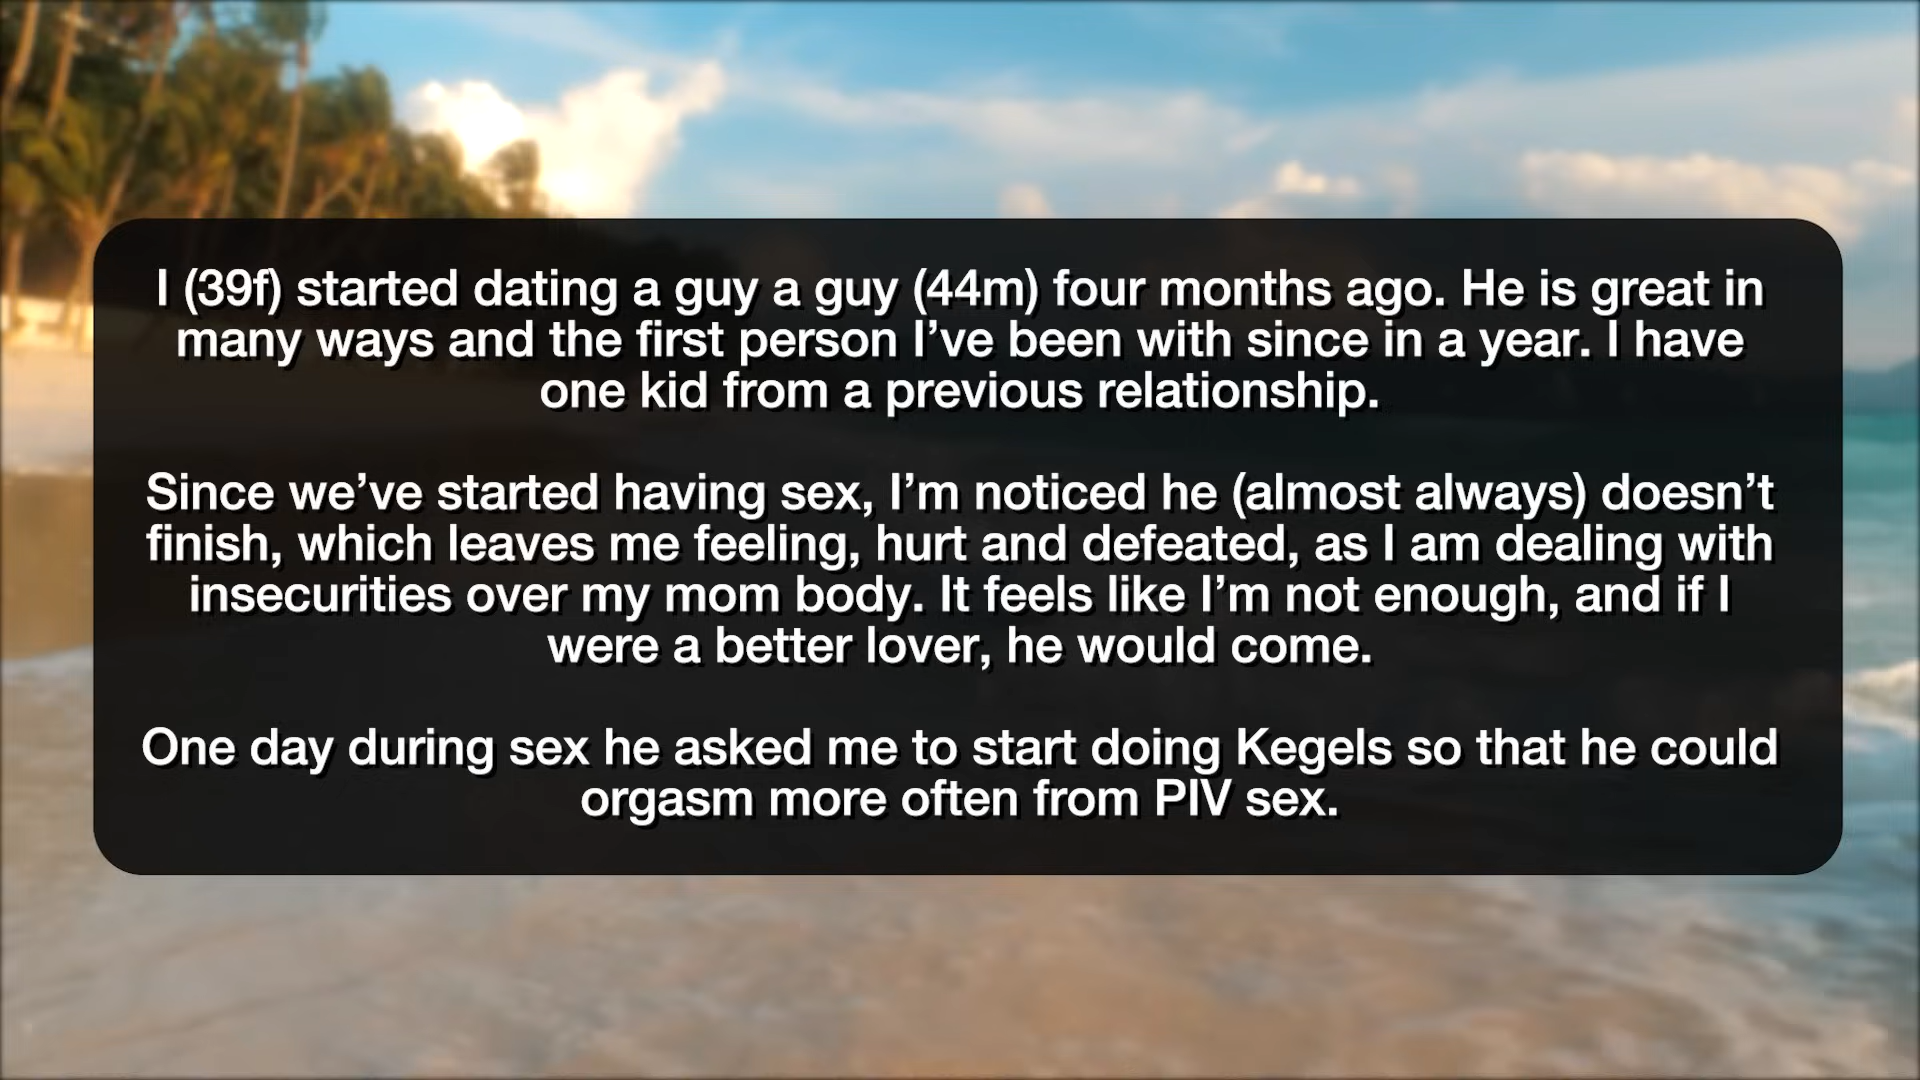 I (39f) started dating a guy a guy (44m) four months ago. He is great in
many ways and the first person I’ve been with since in a year. I have
one kid from a previous relationship.
Since we’ve started having sex, I’m noticed he (almost always) doesn’t
finish, which leaves me feeling, hurt and defeated, as I am dealing with
insecurities over my mom body. It feels like I’m not enough, and if I
were a better lover, he would come.
One day during sex he asked me to start doing Kegels so that he could
orgasm more often from PIV sex.